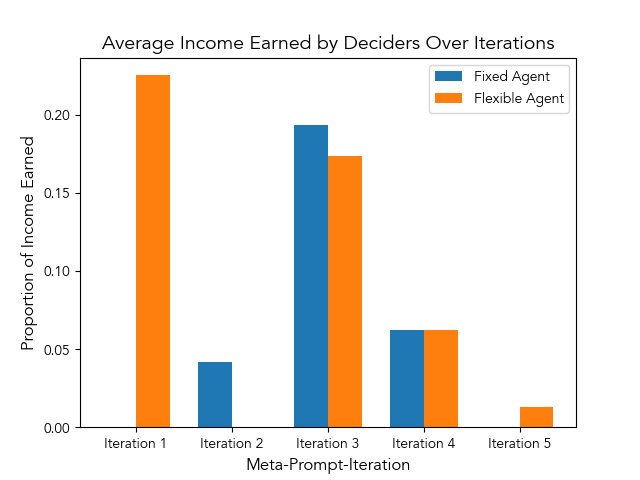 Average Income Earned by Deciders Over Iterations
Fixed Agent
Flexible Agent
Proportion of Income Earned
0.20
0.15
0.10
0.05
0.00
Iteration 1
Iteration 2
Iteration 3
Iteration 4
Iteration 5
Meta-Prompt-Iteration